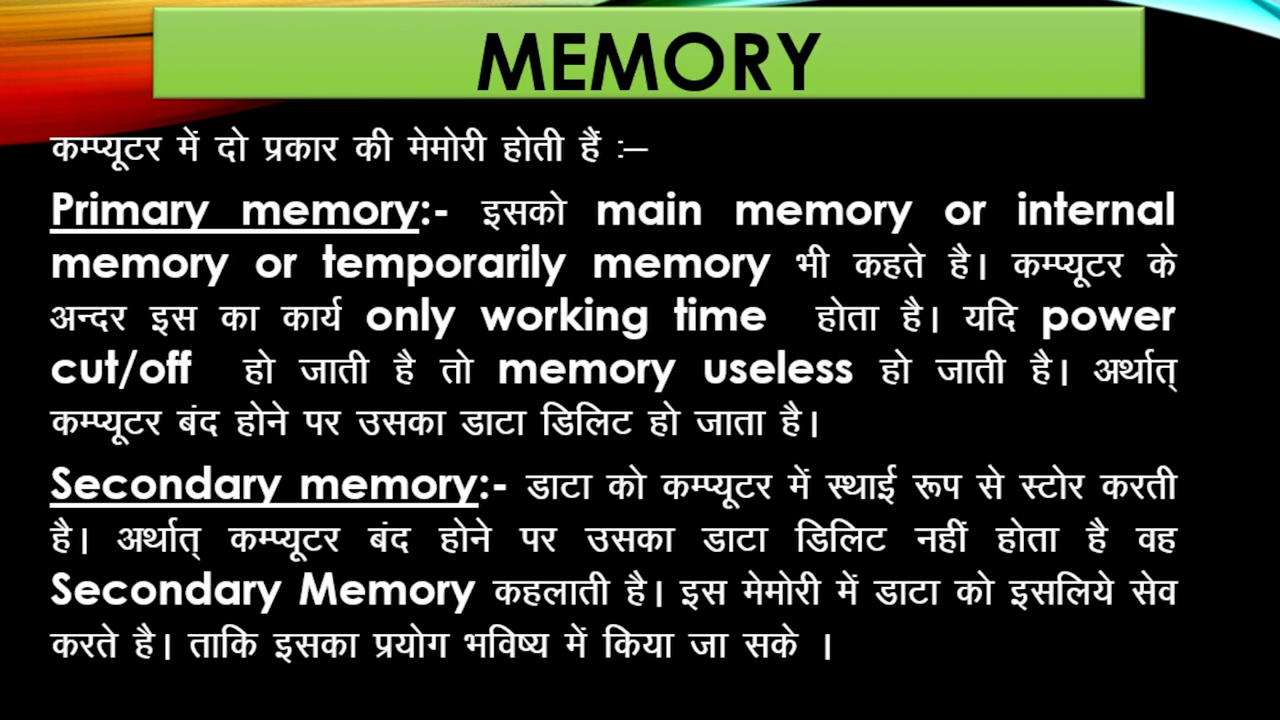 MEMORY
कम्प्यूटर में दो प्रकार की मेमोरी होती हैं :–
Primary memory:- इसको main memory or internal
memory or temporarily memory भी कहते है। कम्प्यूटर के
अन्दर इस का कार्य only working time होता है। यदि power
cut/off हो जाती है तो memory useless हो जाती है। अर्थात्
कम्प्यूटर बंद होने पर उसका डाटा डिलिट हो जाता है।
Secondary memory:- डाटा को कम्प्यूटर में स्थाई रूप से स्टोर करती
है। अर्थात् कम्प्यूटर बंद होने पर उसका डाटा डिलिट नहीं होता है वह
Secondary Memory कहलाती है। इस मेमोरी में डाटा को इसलिये सेव
करते है। ताकि इसका प्रयोग भविष्य में किया जा सके ।